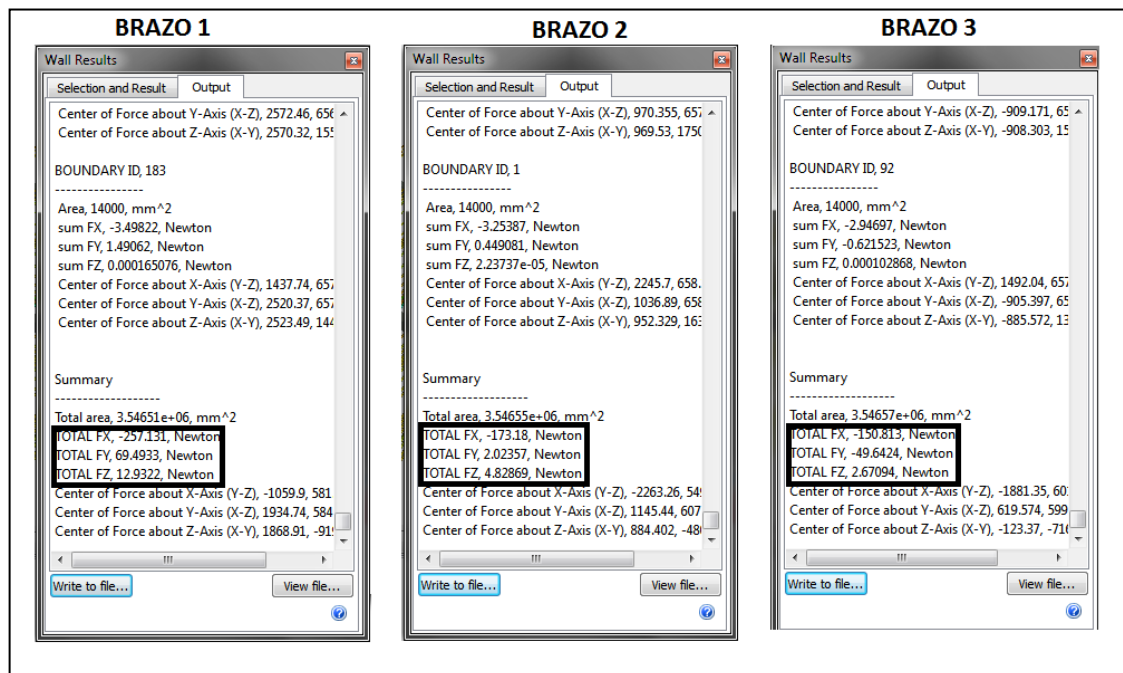 BRAZO 1
Wall Results
Selection and Result Output
Center of Force about Y-Axis (X-Z), 2572.46, 656
Center of Force about Z-Axis (X-Y), 2570.32, 155
BOUNDARY ID, 183
----------------
Area, 14000, mm^2
sum FX, -3.49822, Newton
sum FY, 1.49062, Newton
sum FZ, 0.000165076, Newton
Center of Force about X-Axis (Y-Z), 1437.74, 657
Center of Force about Y-Axis (X-Z), 2520.37, 657
Center of Force about Z-Axis (X-Y), 2523.49, 144
Summary
-------------------
Total area, 3.54651e+06, mm^2
TOTAL FX, -257.131, Newton
TOTAL FY, 69.4933, Newton
TOTAL FZ, 12.9322, Newton
Center of Force about X-Axis (Y-Z), -1059.9, 581
Center of Force about Y-Axis (X-Z), 1934.74, 584
Center of Force about Z-Axis (X-Y), 1868.91, -91
Write to file... View file...
BRAZO 2
Wall Results
Selection and Result Output
Center of Force about Y-Axis (X-Z), 970.355, 657
Center of Force about Z-Axis (X-Y), 969.53, 1750
BOUNDARY ID, 1
----------------
Area, 14000, mm^2
sum FX, -3.25387, Newton
sum FY, 0.449081, Newton
sum FZ, 2.23737e-05, Newton
Center of Force about X-Axis (Y-Z), 2245.7, 658.
Center of Force about Y-Axis (X-Z), 1036.89, 658
Center of Force about Z-Axis (X-Y), 952.329, 163
Summary
-------------------
Total area, 3.54655e+06, mm^2
TOTAL FX, -173.18, Newton
TOTAL FY, 2.02357, Newton
TOTAL FZ, 4.82869, Newton
Center of Force about X-Axis (Y-Z), -2263.26, 54
Center of Force about Y-Axis (X-Z), 1145.44, 607
Center of Force about Z-Axis (X-Y), 884.402, -48
Write to file... View file...
BRAZO 3
Wall Results
Selection and Result Output
Center of Force about Y-Axis (X-Z), -909.171, 65
Center of Force about Z-Axis (X-Y), -908.303, 15
BOUNDARY ID, 92
----------------
Area, 14000, mm^2
sum FX, -2.94697, Newton
sum FY, -0.621523, Newton
sum FZ, 0.000102868, Newton
Center of Force about X-Axis (Y-Z), 1492.04, 657
Center of Force about Y-Axis (X-Z), -905.397, 65
Center of Force about Z-Axis (X-Y), -885.572, 13
Summary
-------------------
Total area, 3.54657e+06, mm^2
TOTAL FX, -150.813, Newton
TOTAL FY, -49.6424, Newton
TOTAL FZ, 2.67094, Newton
Center of Force about X-Axis (Y-Z), -1881.35, 60
Center of Force about Y-Axis (X-Z), 619.574, 599
Center of Force about Z-Axis (X-Y), -123.37, -71
Write to file... View file...